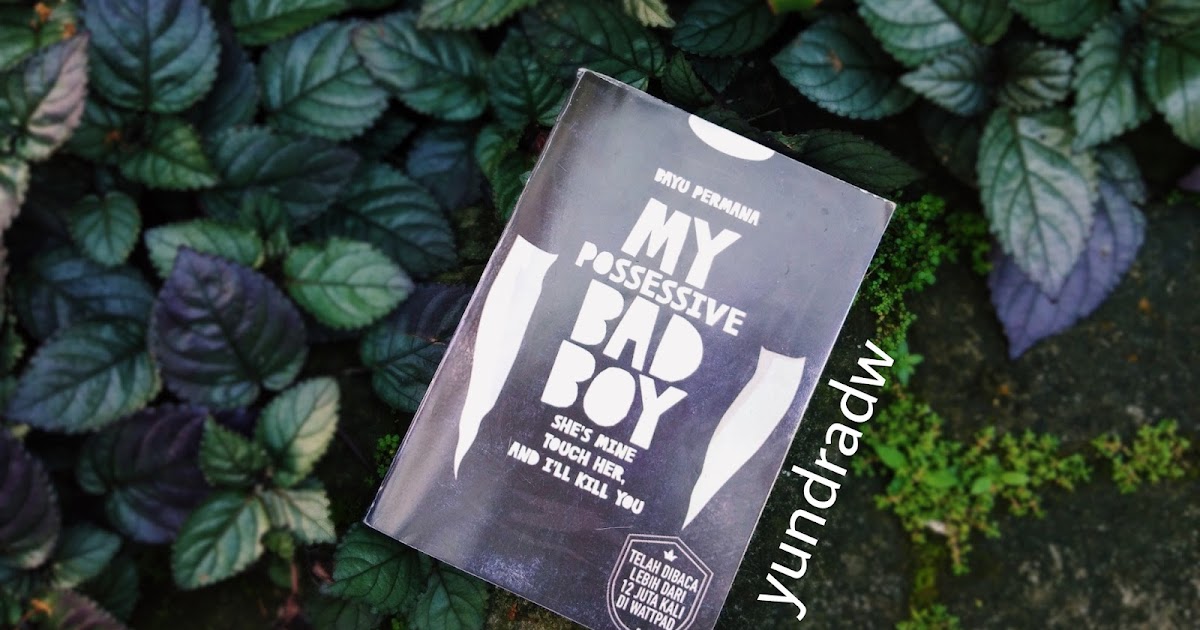 BAYU PERMANA
MY
POSSESSIVE
BAD
BOY
SHE'S MINE
TOUCH HER,
AND I'LL KILL YOU
TELAH DIBACA
LEBIH DARI
12 JUTA KALI
DI WATTPAD
yundradw